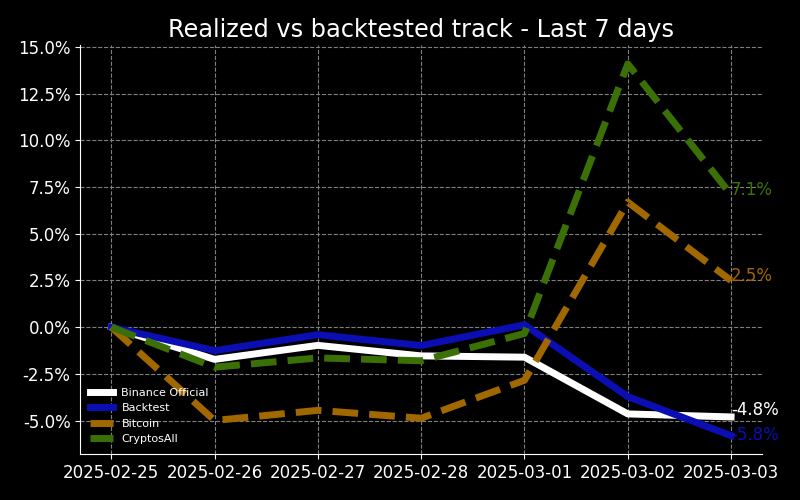 Realized vs backtested track - Last 7 days
15.0%
12.5%
10.0%
7.5%
5.0%
2.5%
0.0%
-2.5%
-5.0%
7.1%
2.5%
-4.8%
-5.8%
Binance Official
Backtest
Bitcoin
CryptosAll
2025-02-25 2025-02-26 2025-02-27 2025-02-28 2025-03-01 2025-03-02 2025-03-03